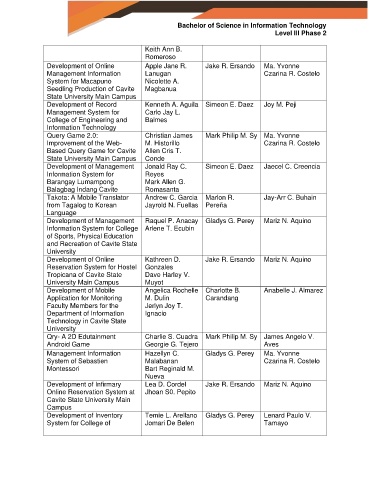 Bachelor of Science in Information Technology
Level III Phase 2
Keith Ann B.
Romeroso
Development of Online Management Information System for Macapuno Seedling Production of Cavite State University Main Campus
Apple Jane R. Lanugan
Nicolette A. Magbanua
Jake R. Ersando
Ma. Yvonne Czarina R. Costelo
Development of Record Management System for College of Engineering and Information Technology
Kenneth A. Aguila
Carlo Jay L. Balmes
Simeon E. Daez
Joy M. Peji
Query Game 2.0: Improvement of the Web-Based Query Game for Cavite State University Main Campus
Christian James M. Historillo
Allen Cris T. Conde
Mark Philip M. Sy
Ma. Yvonne Czarina R. Costelo
Development of Management Information System for Barangay Lumampong Balagbag Indang Cavite
Jonald Ray C. Reyes
Mark Allen G. Romasanta
Simeon E. Daez
Jaecel C. Creencia
Takota: A Mobile Translator from Tagalog to Korean Language
Andrew C. Garcia
Jayrold N. Fuellas
Marlon R. Pereña
Jay-Arr C. Buhain
Development of Management Information System for College of Sports, Physical Education and Recreation of Cavite State University
Raquel P. Anacay
Arlene T. Ecubin
Gladys G. Perey
Mariz N. Aquino
Development of Online Reservation System for Hostel Tropicana of Cavite State University Main Campus
Kathreen D. Gonzales
Dave Harley V. Muyot
Jake R. Ersando
Mariz N. Aquino
Development of Mobile Application for Monitoring Faculty Members for the Department of Information Technology in Cavite State University
Angelica Rochelle M. Dulin
Jerlyn Joy T. Ignacio
Charlotte B. Carandang
Anabelle J. Almarez
Qry- A 2D Edutainment Android Game
Charlie S. Cuadra
Georgie G. Tejero
Mark Philip M. Sy
James Angelo V. Aves
Management Information System of Sebastien Montessori
Hazellyn C. Malabanan
Bart Reginald M. Nueva
Gladys G. Perey
Ma. Yvonne Czarina R. Costelo
Development of Infirmary Online Reservation System at Cavite State University Main Campus
Lea D. Cordel
Jhoan S0. Pepito
Jake R. Ersando
Mariz N. Aquino
Development of Inventory System for College of
Temie L. Arellano
Jomari De Belen
Gladys G. Perey
Lenard Paulo V. Tamayo